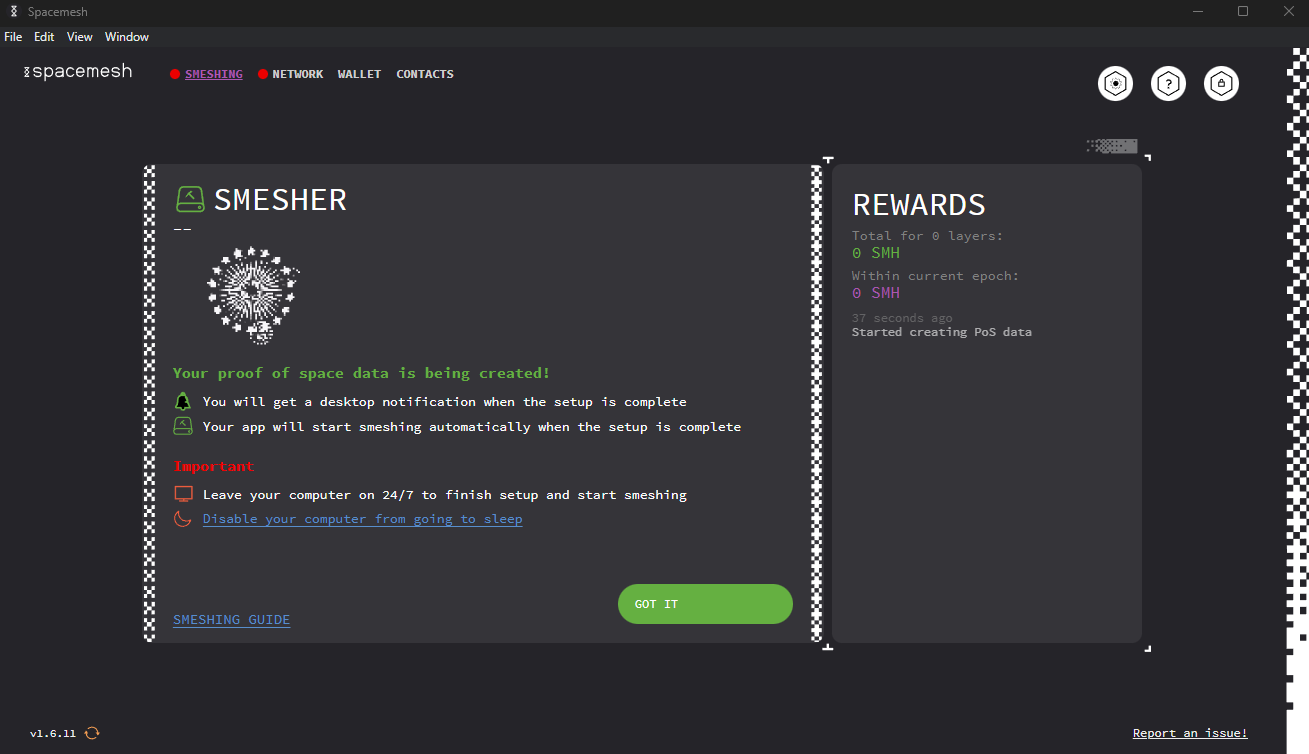 Spacemesh
File Edit View Window
spacemesh
SMESHING NETWORK WALLET CONTACTS
?
SMESHER
Your proof of space data is being created!
You will get a desktop notification when the setup is complete
Your app will start smeshing automatically when the setup is complete
Important
Leave your computer on 24/7 to finish setup and start smeshing
Disable your computer from going to sleep
SMESHING GUIDE
GOT IT
REWARDS
Total for 0 layers:
0 SMH
Within current epoch:
0 SMH
37 seconds ago
Started creating PoS data
v1.6.11
Report an issue!